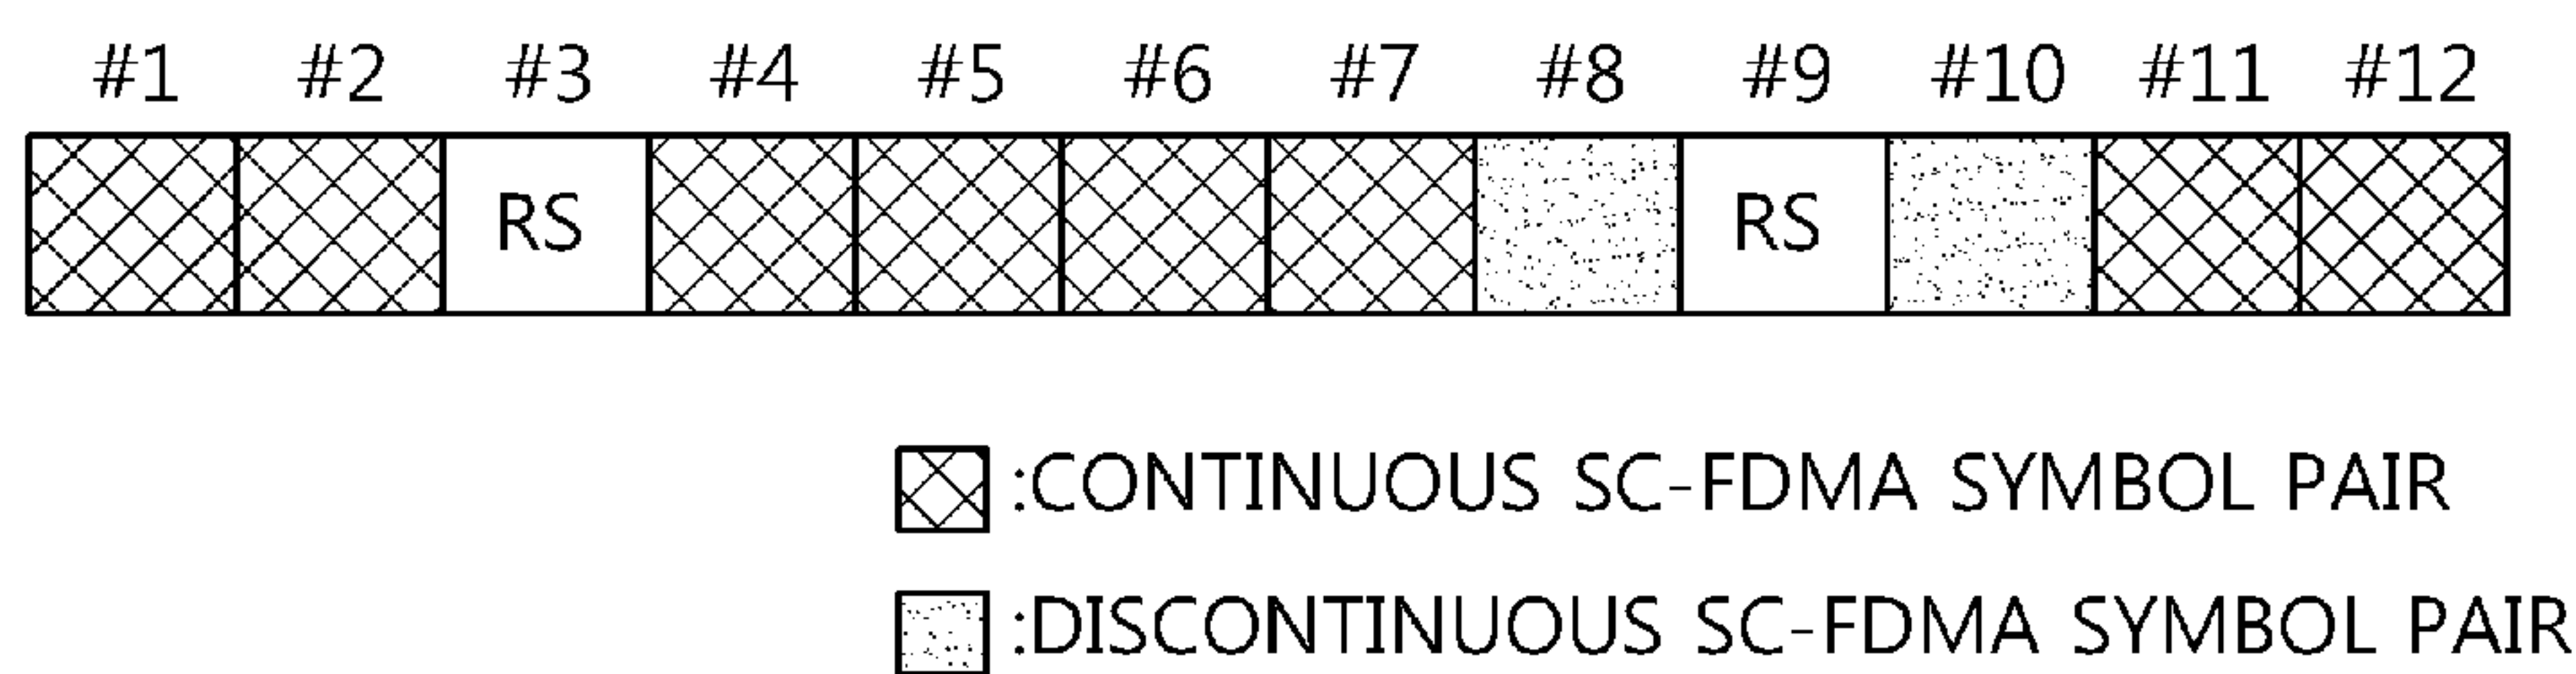 #1 #2 #3 #4 #5 #6 #7 #8 #9 #10 #11 #12
RS RS
:CONTINUOUS SC-FDMA SYMBOL PAIR
:DISCONTINUOUS SC-FDMA SYMBOL PAIR